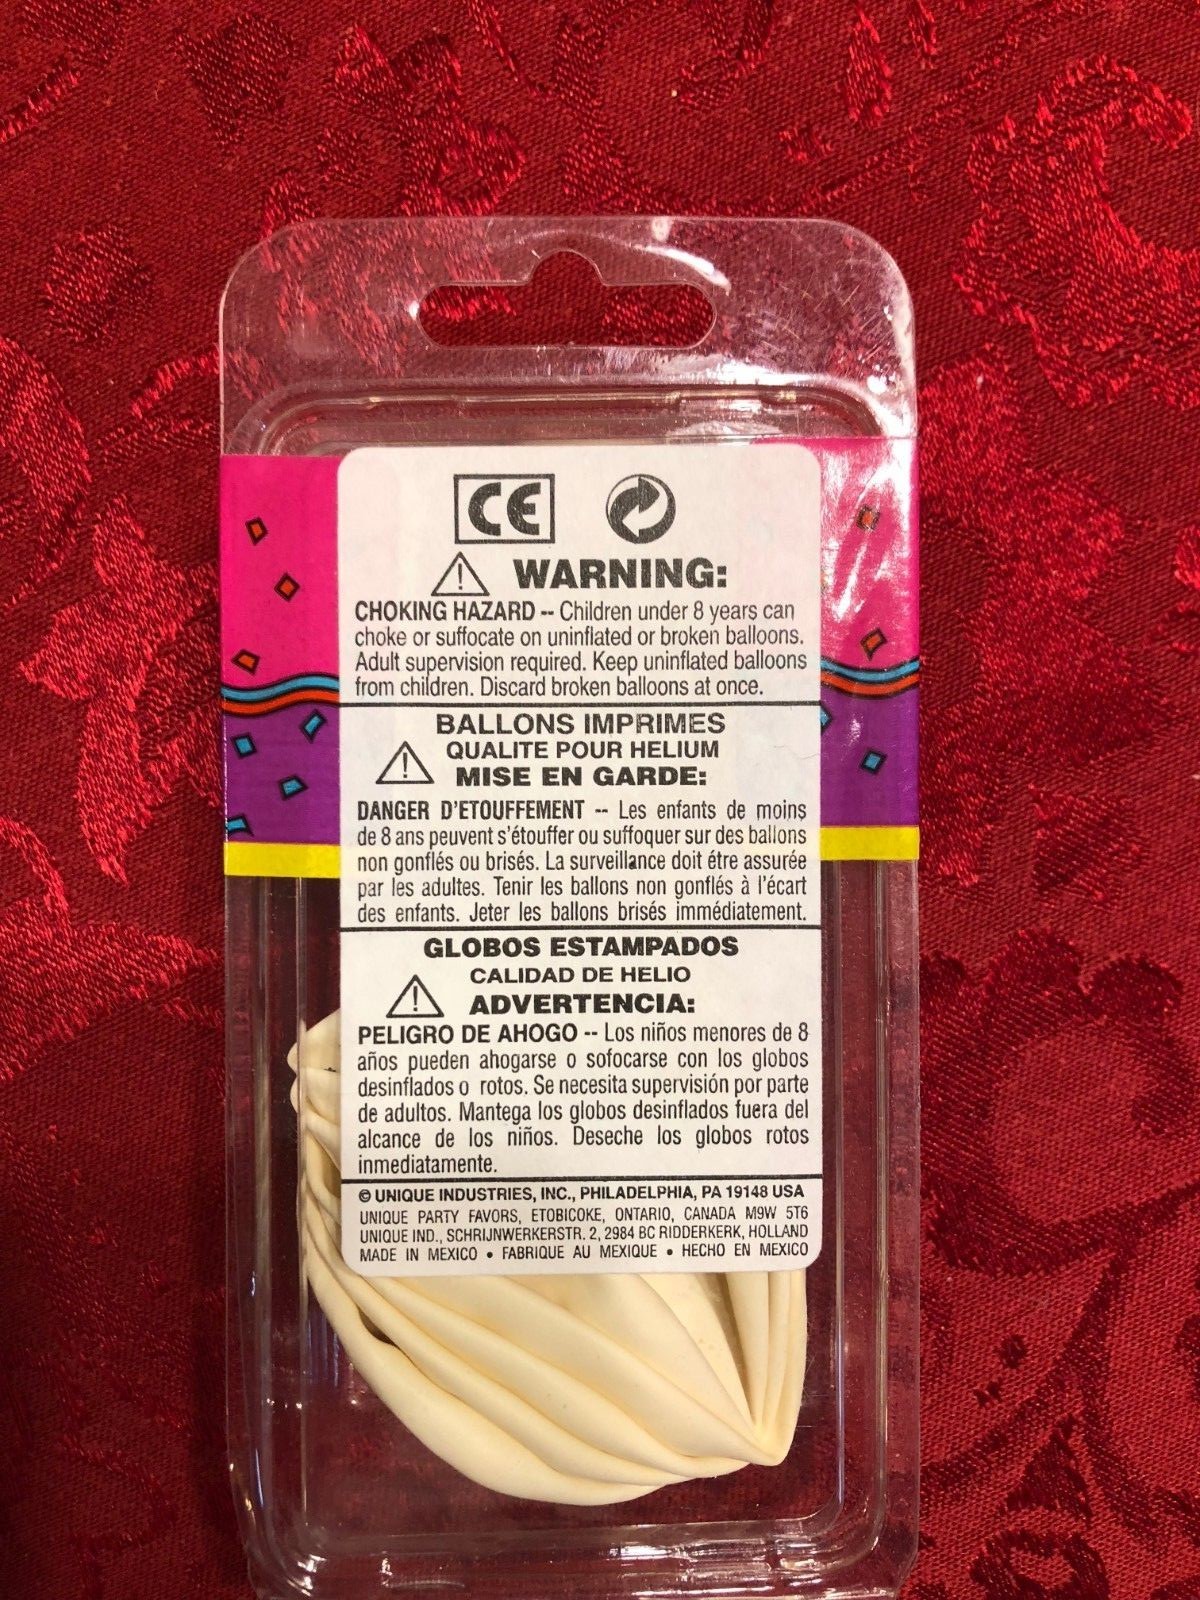 CE
WARNING:
CHOKING HAZARD -- Children under 8 years can
choke or suffocate on uninflated or broken balloons.
Adult supervision required. Keep uninflated balloons
from children. Discard broken balloons at once.
BALLONS IMPRIMES
QUALITE POUR HELIUM
MISE EN GARDE:
DANGER D'ETOUFFEMENT -- Les enfants de moins
de 8 ans peuvent s'étouffer ou suffoquer sur des ballons
non gonflés ou brisés. La surveillance doit étre assurée
par les adultes. Tenir les ballons non gonflés à l'écart
des enfants. Jeter les ballons brisés immédiatement.
GLOBOS ESTAMPADOS
CALIDAD DE HELIO
ADVERTENCIA:
PELIGRO DE AHOGO -- Los niños menores de 8
años pueden ahogarse o sofocarse con los globos
desinflados o rotos. Se necesita supervisión por parte
de adultos. Mantega los globos desinflados fuera del
alcance de los niños. Deseche los globos rotos
inmediatamente.
© UNIQUE INDUSTRIES, INC., PHILADELPHIA, PA 19148 USA
UNIQUE PARTY FAVORS, ETOBICOKE, ONTARIO, CANADA M9W 5T6
UNIQUE IND., SCHRIJNWERKERSTR. 2, 2984 BC RIDDERKERK, HOLLAND
MADE IN MEXICO • FABRIQUE AU MEXIQUE • HECHO EN MEXICO